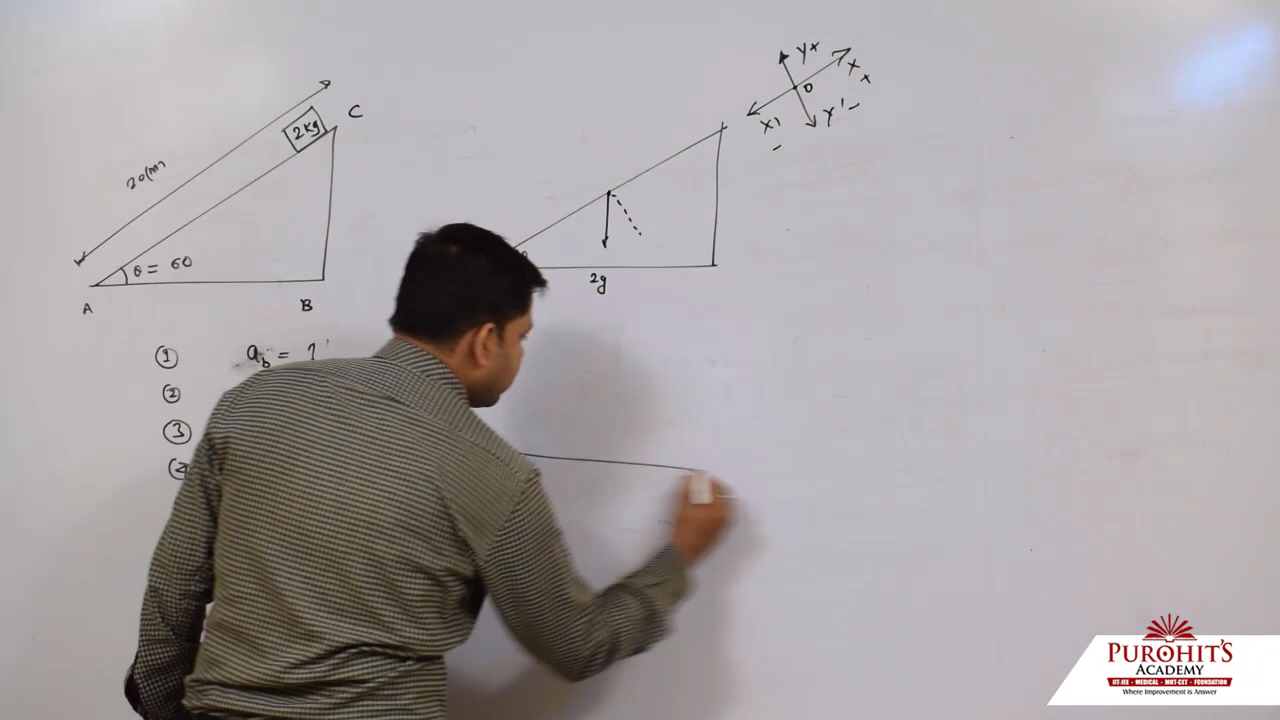 C
2kg
20(m)
θ = 60
A
B
① a_b = ?
②
③
Y+
X+
O
X' -
Y' -
2g
PUROHIT'S
ACADEMY
IIT-JEE - MEDICAL - MHT-CET - FOUNDATION
Where Improvement is Answer